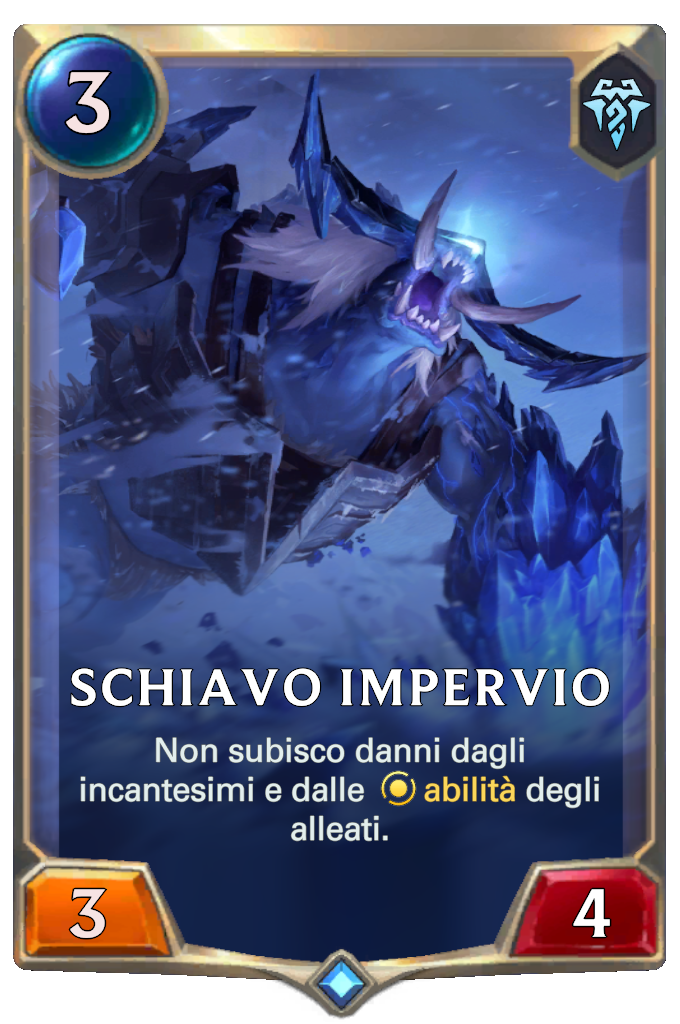 3
SCHIAVO IMPERVIO
Non subisco danni dagli
incantesimi e dalle abilità degli
alleati.
3
4